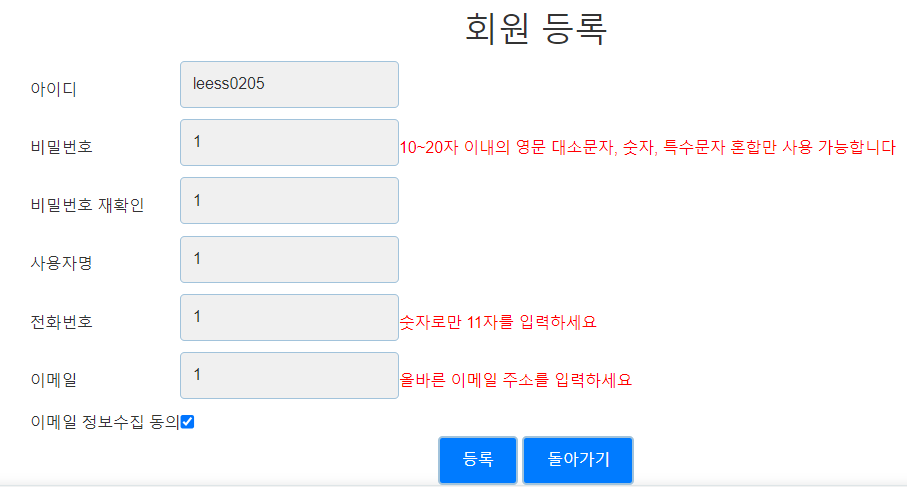 회원 등록
아이디 leess0205
비밀번호 1 10~20자 이내의 영문 대소문자, 숫자, 특수문자 혼합만 사용 가능합니다
비밀번호 재확인 1
사용자명 1
전화번호 1 숫자로만 11자를 입력하세요
이메일 1 올바른 이메일 주소를 입력하세요
이메일 정보수집 동의
등록 돌아가기